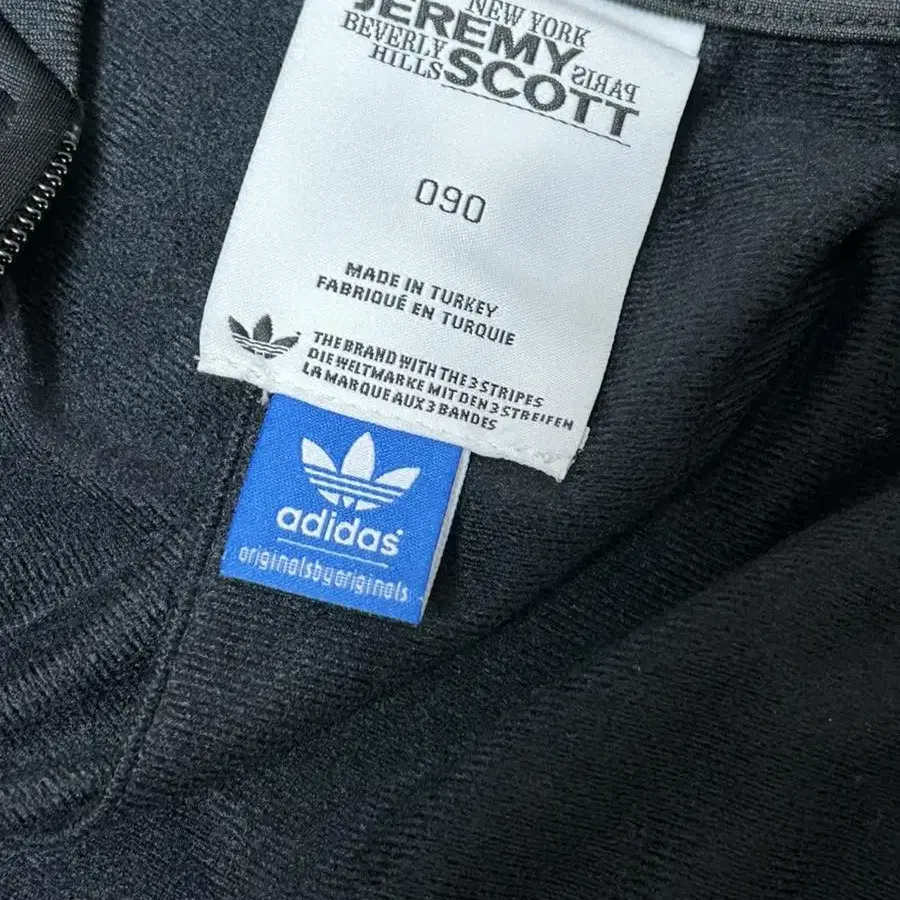 NEW YORK
JEREMY
BEVERLY
HILLS
SCOTT
PARIS
090
MADE IN TURKEY
FABRIQUÉ EN TURQUIE
THE BRAND WITH THE 3 STRIPES
DIE WELTMARKE MIT DEN 3 STREIFEN
LA MARQUE AUX 3 BANDES
adidas
originalsbyoriginals